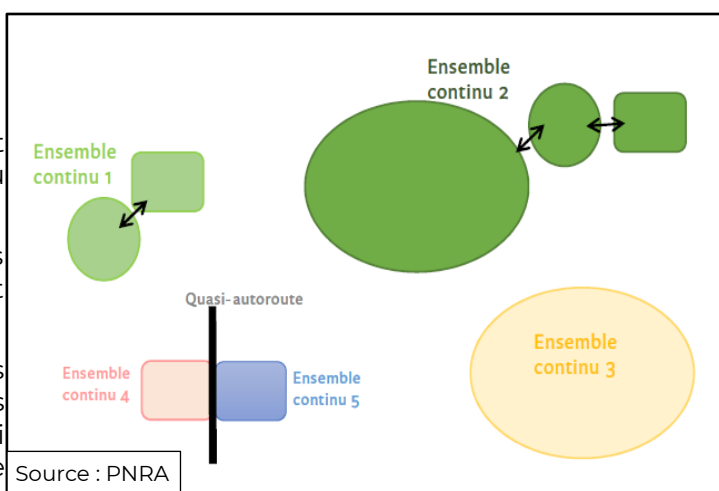 Ensemble
continu 2
Ensemble
continu 1
Quasi-autoroute
Ensemble
continu 3
Ensemble
continu 4
Ensemble
continu 5
Source : PNRA